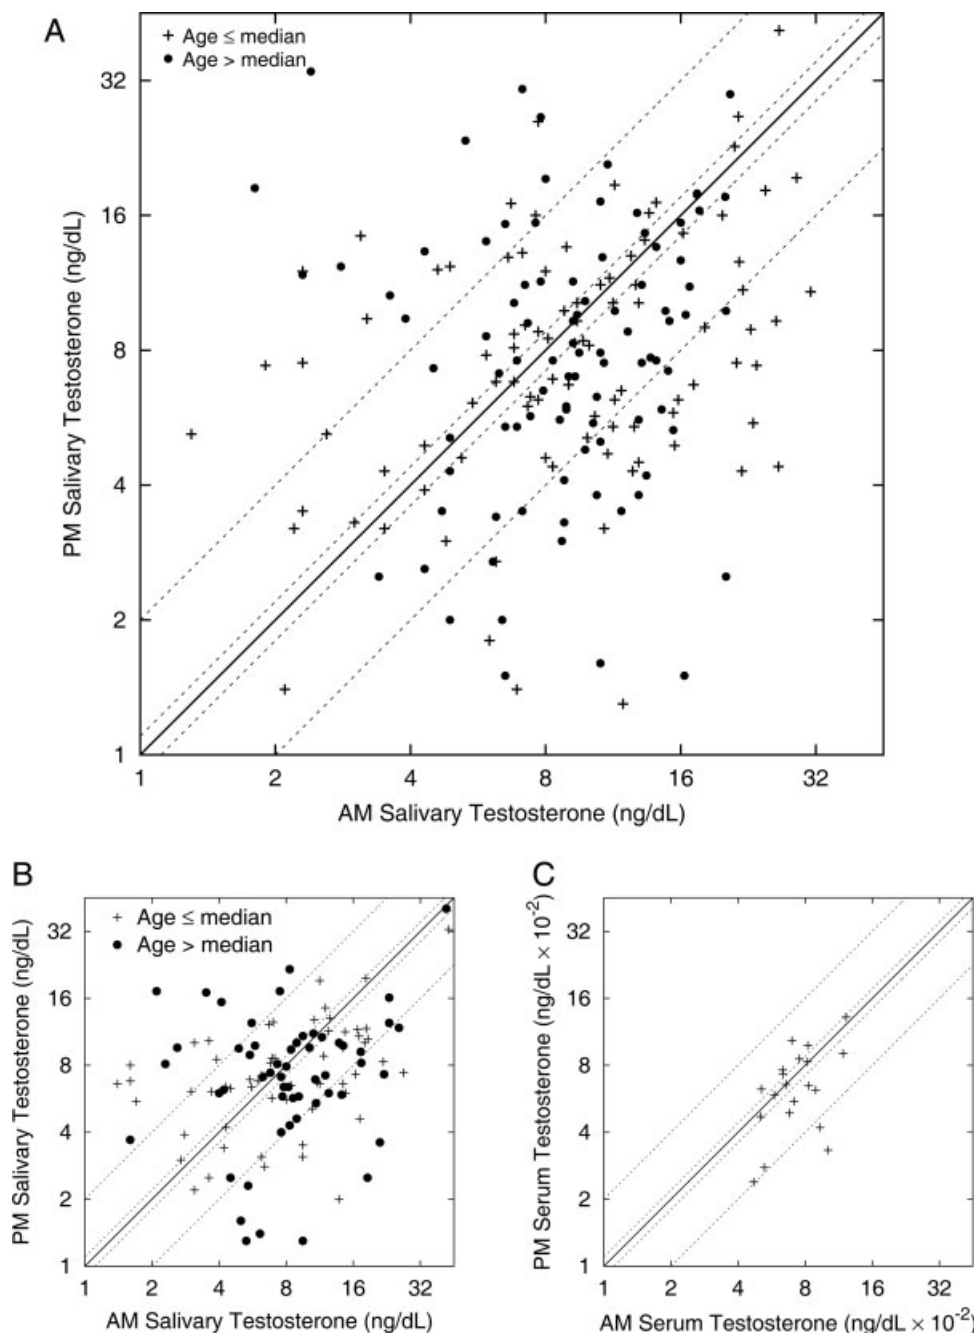 A
+ Age ≤ median
● Age > median
32
16
8
4
2
1
PM Salivary Testosterone (ng/dL)
1 2 4 8 16 32
AM Salivary Testosterone (ng/dL)
B
+ Age ≤ median
● Age > median
32
16
8
4
2
1
PM Salivary Testosterone (ng/dL)
1 2 4 8 16 32
AM Salivary Testosterone (ng/dL)
C
32
16
8
4
2
1
PM Serum Testosterone (ng/dL × 10⁻²)
1 2 4 8 16 32
AM Serum Testosterone (ng/dL × 10⁻²)